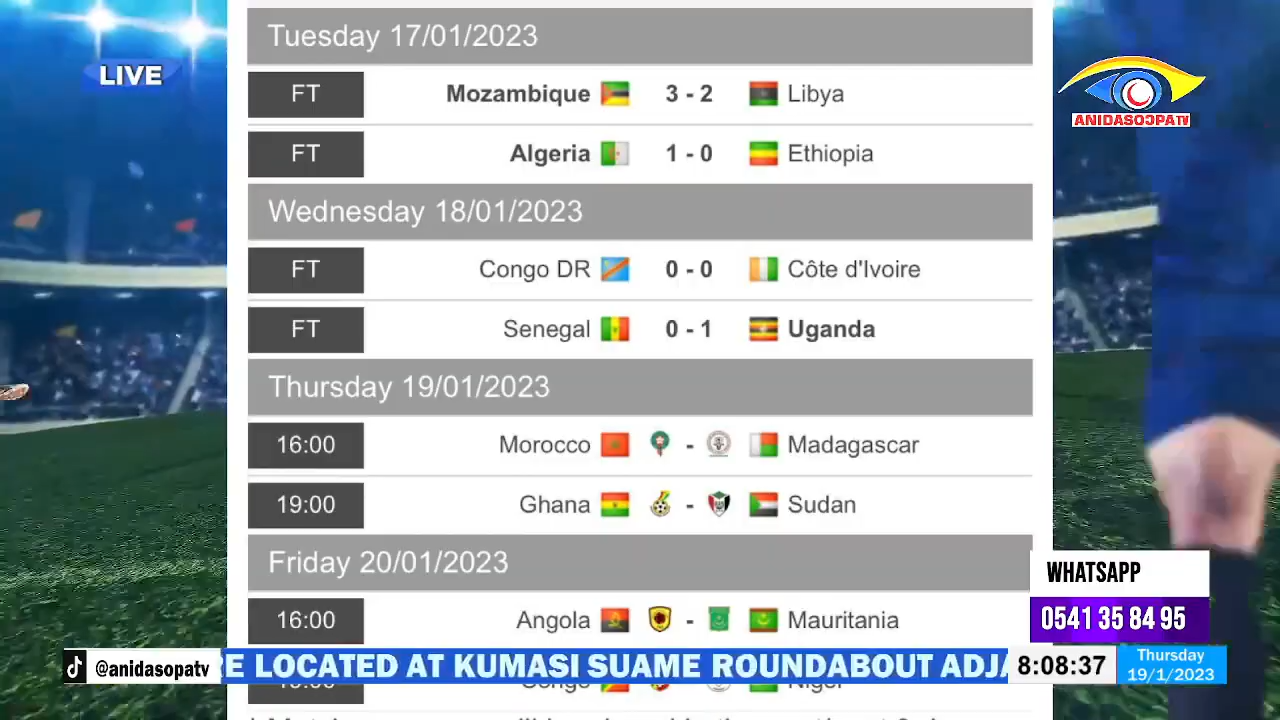 Tuesday 17/01/2023
LIVE
FT Mozambique 3 - 2 Libya
ANIDASOƆPATV
FT Algeria 1 - 0 Ethiopia
Wednesday 18/01/2023
FT Congo DR 0 - 0 Côte d'Ivoire
FT Senegal 0 - 1 Uganda
Thursday 19/01/2023
16:00 Morocco - Madagascar
19:00 Ghana - Sudan
Friday 20/01/2023
WHATSAPP
16:00 Angola - Mauritania
0541 35 84 95
@anidasopatv
LOCATED AT KUMASI SUAME ROUNDABOUT
8:08:37
Thursday
19/1/2023